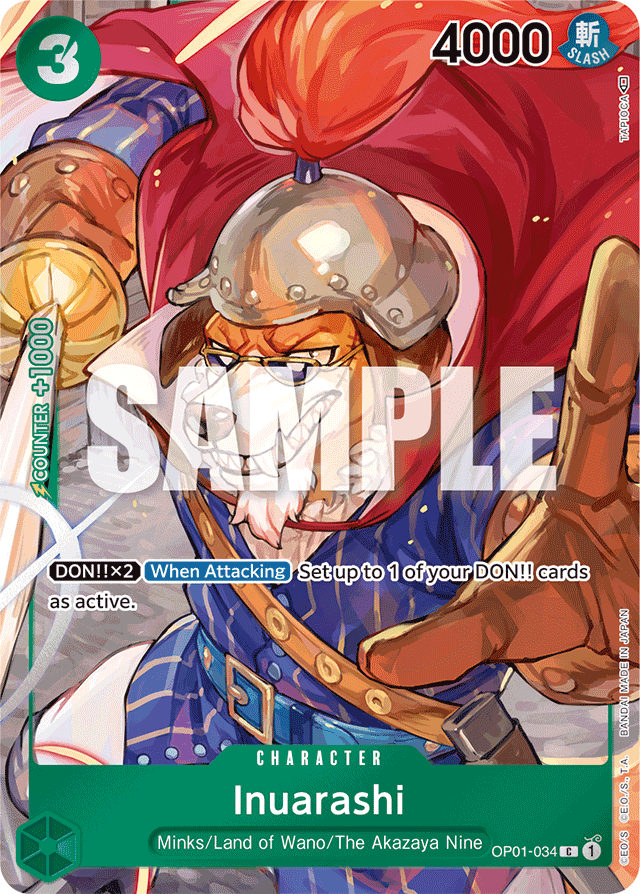 3
4000
斬
SLASH
TAPIOCA
COUNTER +1000
SAMPLE
DON!!×2 When Attacking Set up to 1 of your DON!! cards
as active.
CHARACTER
Inuarashi
Minks/Land of Wano/The Akazaya Nine
OP01-034 C 1
©E.O./S ©E.O./S., T.A. BANDAI MADE IN JAPAN